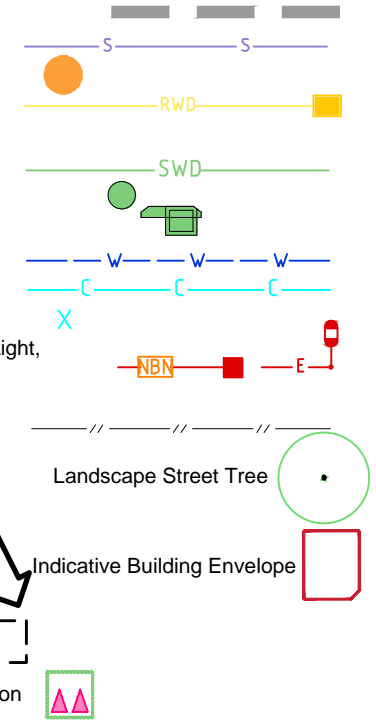 S S
RWD
SWD
W W W
C C C
X
ight,
NBN E
// // //
Landscape Street Tree
Indicative Building Envelope
on